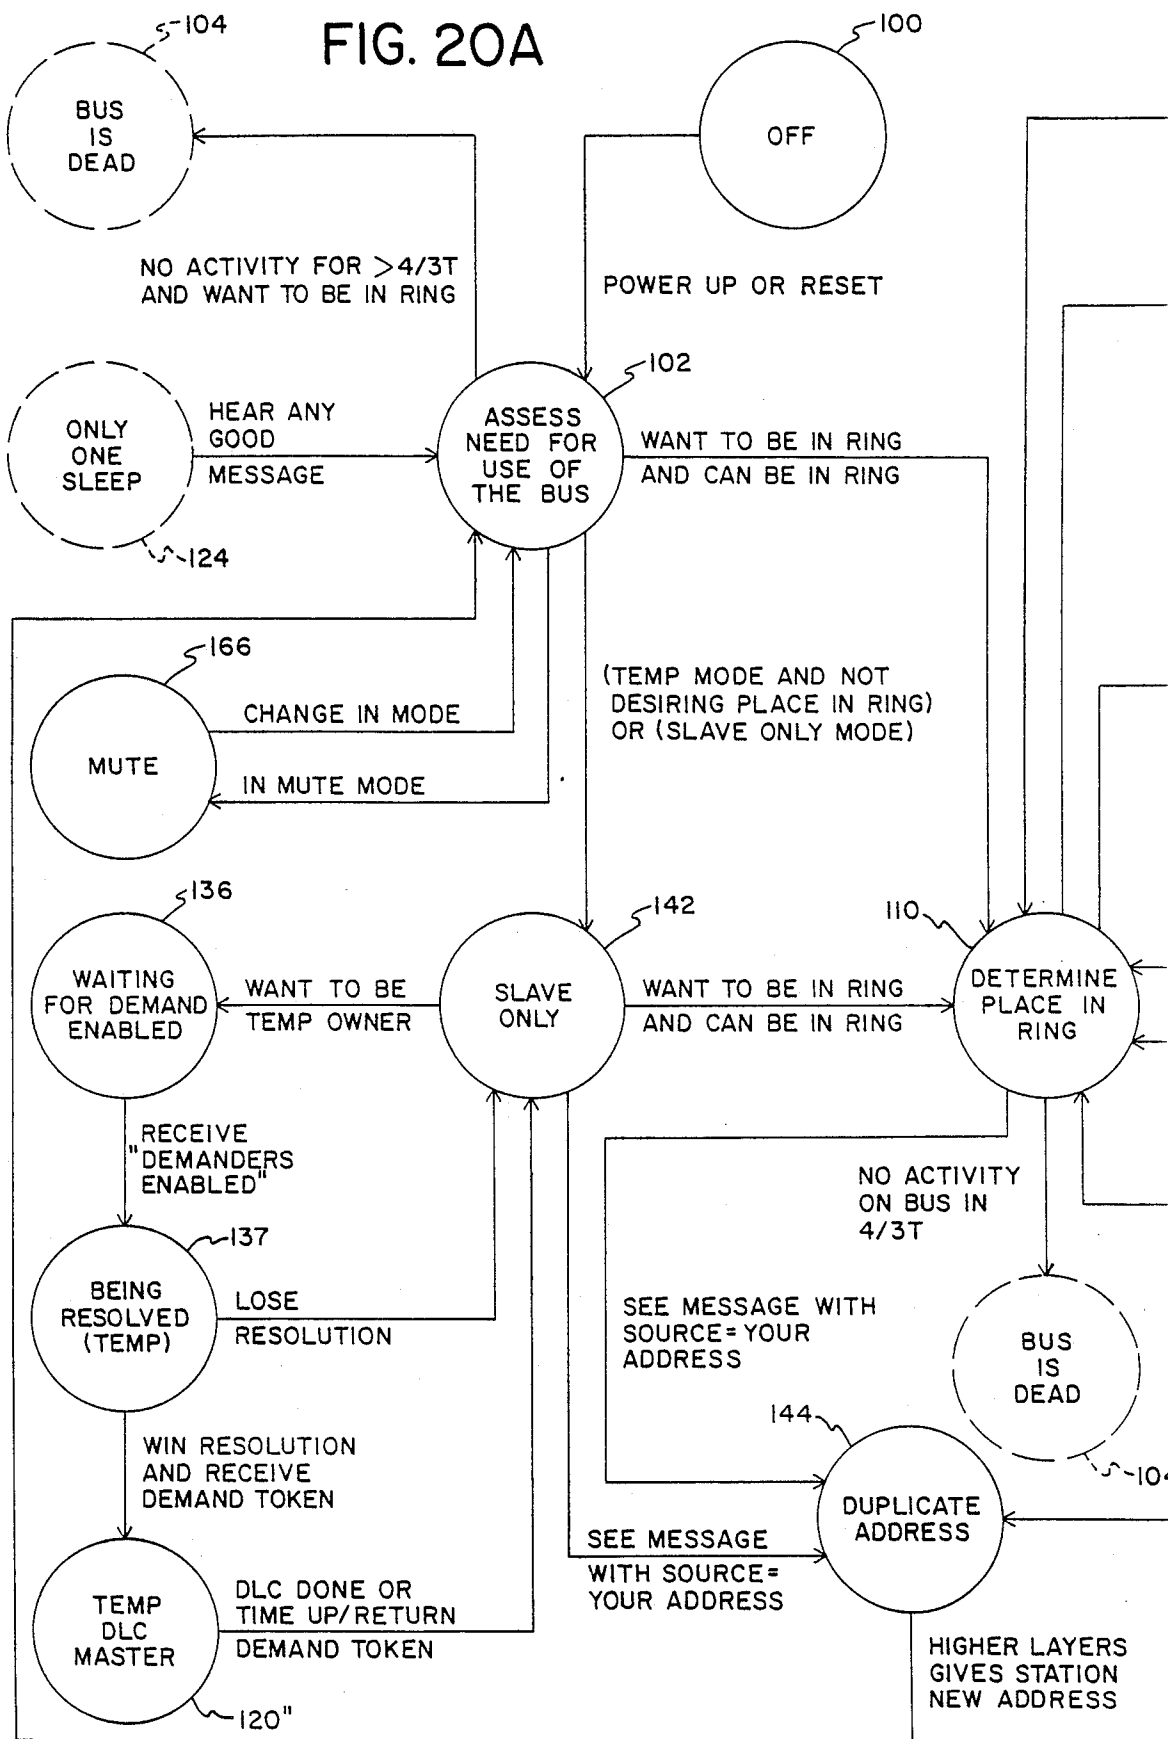 FIG. 20A
104
BUS
IS
DEAD
100
OFF
NO ACTIVITY FOR >4/3T
AND WANT TO BE IN RING
POWER UP OR RESET
102
ASSESS
NEED FOR
USE OF
THE BUS
ONLY
ONE
SLEEP
124
HEAR ANY
GOOD
MESSAGE
WANT TO BE IN RING
AND CAN BE IN RING
166
MUTE
CHANGE IN MODE
IN MUTE MODE
(TEMP MODE AND NOT
DESIRING PLACE IN RING)
OR (SLAVE ONLY MODE)
136
WAITING
FOR DEMAND
ENABLED
WANT TO BE
TEMP OWNER
142
SLAVE
ONLY
WANT TO BE IN RING
AND CAN BE IN RING
110
DETERMINE
PLACE IN
RING
RECEIVE
"DEMANDERS
ENABLED"
137
BEING
RESOLVED
(TEMP)
LOSE
RESOLUTION
NO ACTIVITY
ON BUS IN
4/3T
SEE MESSAGE WITH
SOURCE=YOUR
ADDRESS
BUS
IS
DEAD
104
144
DUPLICATE
ADDRESS
WIN RESOLUTION
AND RECEIVE
DEMAND TOKEN
TEMP
DLC
MASTER
120"
DLC DONE OR
TIME UP/RETURN
DEMAND TOKEN
SEE MESSAGE
WITH SOURCE=
YOUR ADDRESS
HIGHER LAYERS
GIVES STATION
NEW ADDRESS